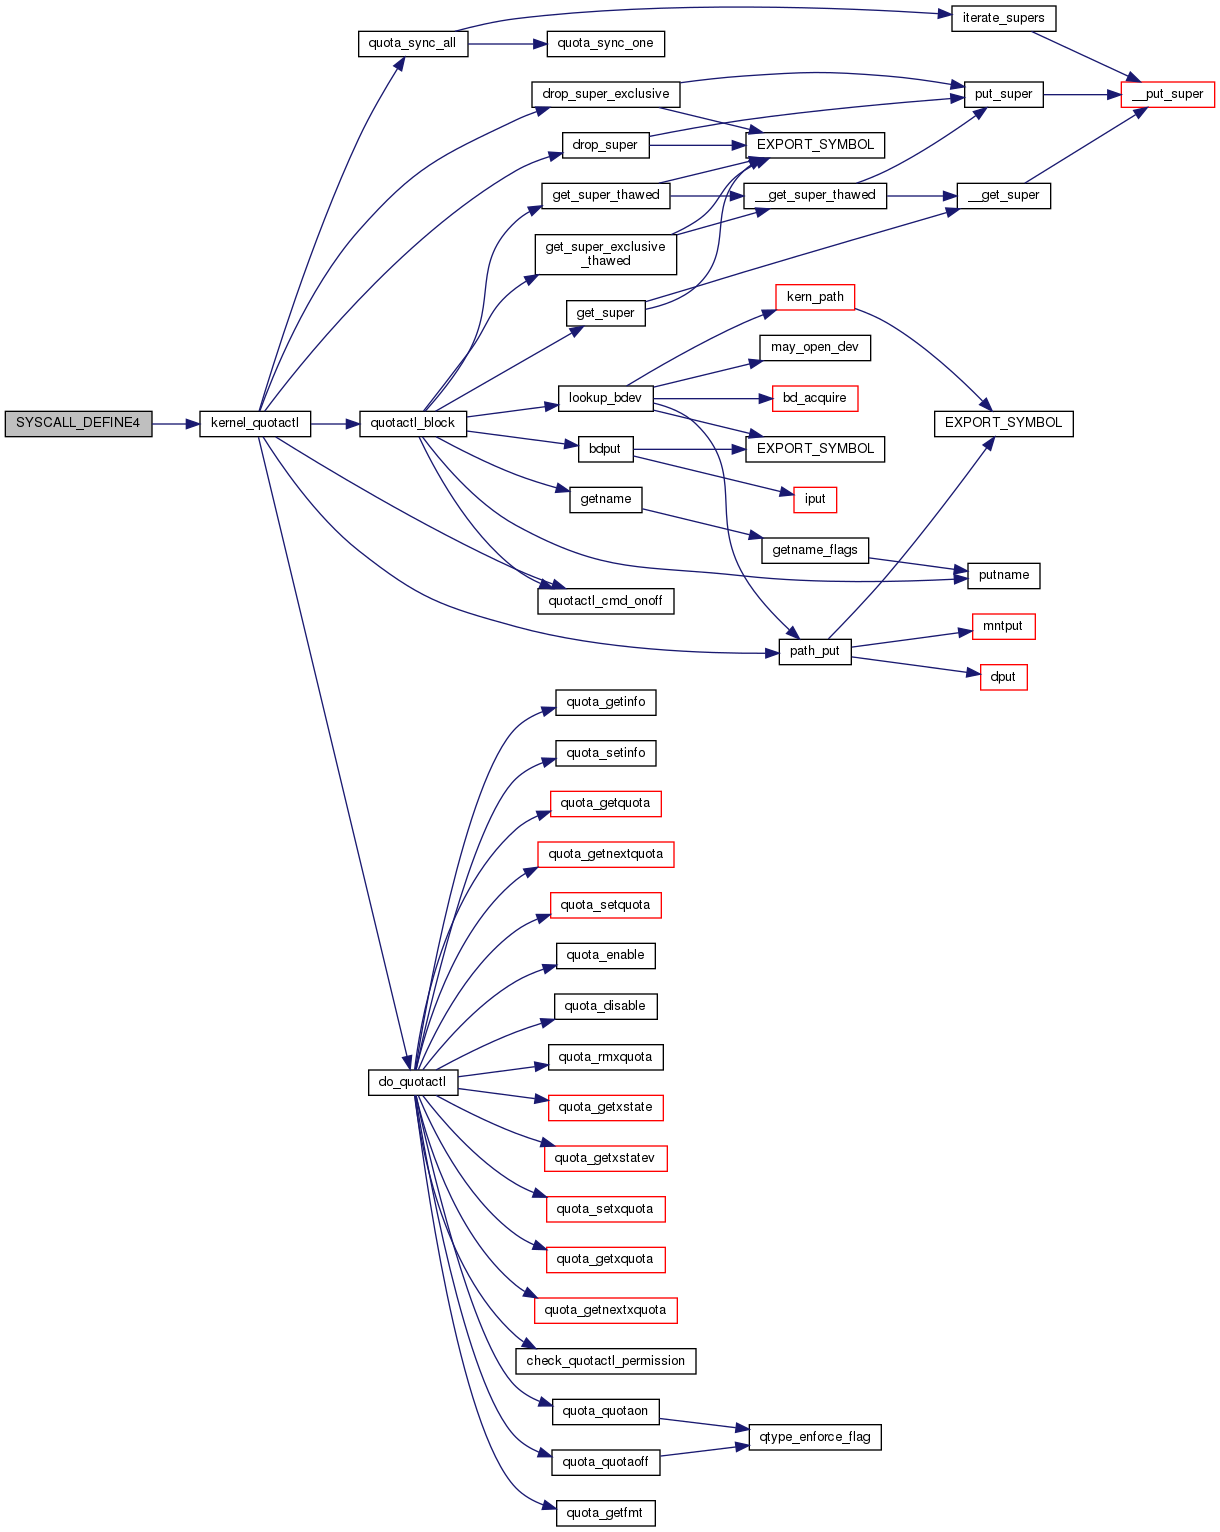 iterate_supers
quota_sync_all
quota_sync_one
drop_super_exclusive
put_super
__put_super
drop_super
EXPORT_SYMBOL
get_super_thawed
__get_super_thawed
__get_super
get_super_exclusive
_thawed
get_super
kern_path
may_open_dev
lookup_bdev
bd_acquire
SYSCALL_DEFINE4
kernel_quotactl
quotactl_block
EXPORT_SYMBOL
bdput
EXPORT_SYMBOL
getname
iput
getname_flags
putname
quotactl_cmd_onoff
mntput
path_put
dput
quota_getinfo
quota_setinfo
quota_getquota
quota_getnextquota
quota_setquota
quota_enable
quota_disable
quota_rmxquota
do_quotactl
quota_getxstate
quota_getxstatev
quota_setxquota
quota_getxquota
quota_getnextxquota
check_quotactl_permission
quota_quotaon
qtype_enforce_flag
quota_quotaoff
quota_getfmt